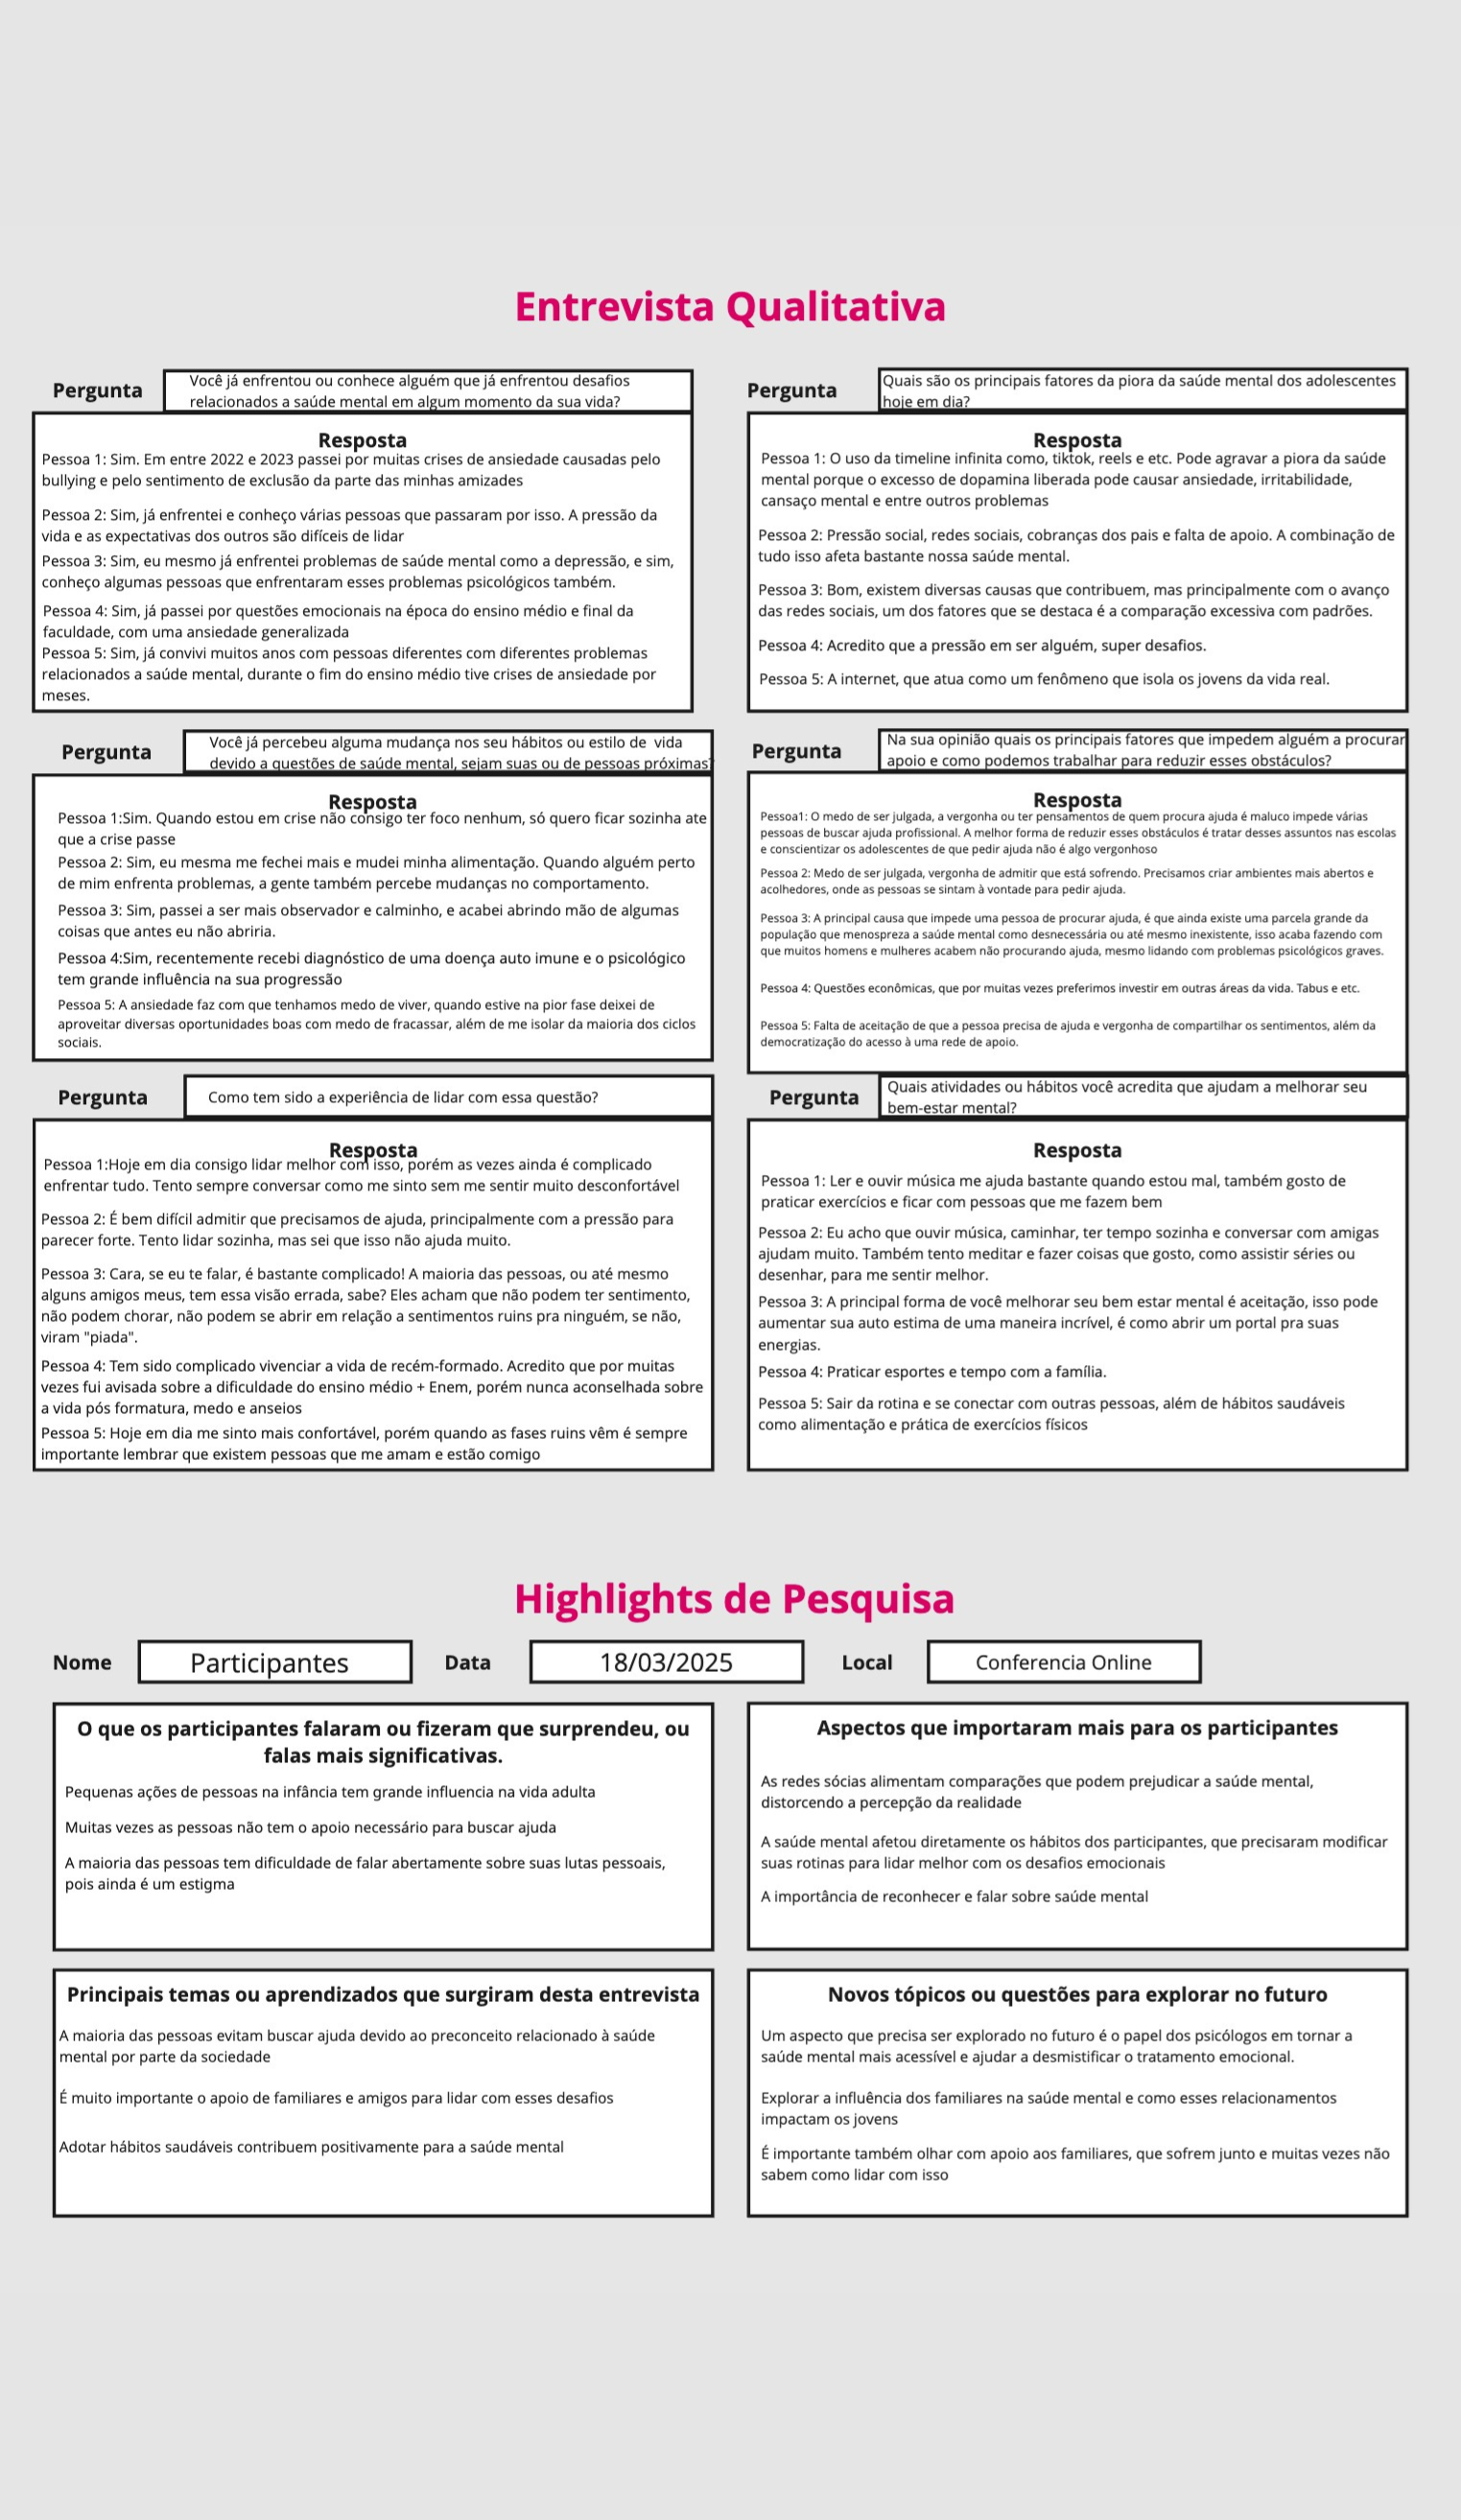 Entrevista Qualitativa
Pergunta
Você já enfrentou ou conhece alguém que já enfrentou desafios
relacionados a saúde mental em algum momento da sua vida?
Resposta
Pessoa 1: Sim. Em entre 2022 e 2023 passei por muitas crises de ansiedade causadas pelo
bullying e pelo sentimento de exclusão da parte das minhas amizades
Pessoa 2: Sim, já enfrentei e conheço várias pessoas que passaram por isso. A pressão da
vida e as expectativas dos outros são difíceis de lidar
Pessoa 3: Sim, eu mesmo já enfrentei problemas de saúde mental como a depressão, e sim,
conheço algumas pessoas que enfrentaram esses problemas psicológicos também.
Pessoa 4: Sim, já passei por questões emocionais na época do ensino médio e final da
faculdade, com uma ansiedade generalizada
Pessoa 5: Sim, já convivi muitos anos com pessoas diferentes com diferentes problemas
relacionados a saúde mental, durante o fim do ensino médio tive crises de ansiedade por
meses.
Pergunta
Quais são os principais fatores da piora da saúde mental dos adolescentes
hoje em dia?
Resposta
Pessoa 1: O uso da timeline infinita como, tiktok, reels e etc. Pode agravar a piora da saúde
mental porque o excesso de dopamina liberada pode causar ansiedade, irritabilidade,
cansaço mental e entre outros problemas
Pessoa 2: Pressão social, redes sociais, cobranças dos pais e falta de apoio. A combinação de
tudo isso afeta bastante nossa saúde mental.
Pessoa 3: Bom, existem diversas causas que contribuem, mas principalmente com o avanço
das redes sociais, um dos fatores que se destaca é a comparação excessiva com padrões.
Pessoa 4: Acredito que a pressão em ser alguém, super desafios.
Pessoa 5: A internet, que atua como um fenômeno que isola os jovens da vida real.
Pergunta
Você já percebeu alguma mudança nos seu hábitos ou estilo de vida
devido a questões de saúde mental, sejam suas ou de pessoas próximas?
Resposta
Pessoa 1:Sim. Quando estou em crise não consigo ter foco nenhum, só quero ficar sozinha ate
que a crise passe
Pessoa 2: Sim, eu mesma me fechei mais e mudei minha alimentação. Quando alguém perto
de mim enfrenta problemas, a gente também percebe mudanças no comportamento.
Pessoa 3: Sim, passei a ser mais observador e calminho, e acabei abrindo mão de algumas
coisas que antes eu não abriria.
Pessoa 4:Sim, recentemente recebi diagnóstico de uma doença auto imune e o psicológico
tem grande influência na sua progressão
Pessoa 5: A ansiedade faz com que tenhamos medo de viver, quando estive na pior fase deixei de
aproveitar diversas oportunidades boas com medo de fracassar, além de me isolar da maioria dos ciclos
sociais.
Pergunta
Na sua opinião quais os principais fatores que impedem alguém a procurar
apoio e como podemos trabalhar para reduzir esses obstáculos?
Resposta
Pessoa1: O medo de ser julgada, a vergonha ou ter pensamentos de quem procura ajuda é maluco impede várias
pessoas de buscar ajuda profissional. A melhor forma de reduzir esses obstáculos é tratar desses assuntos nas escolas
e conscientizar os adolescentes de que pedir ajuda não é algo vergonhoso
Pessoa 2: Medo de ser julgada, vergonha de admitir que está sofrendo. Precisamos criar ambientes mais abertos e
acolhedores, onde as pessoas se sintam à vontade para pedir ajuda.
Pessoa 3: A principal causa que impede uma pessoa de procurar ajuda, é que ainda existe uma parcela grande da
população que menospreza a saúde mental como desnecessária ou até mesmo inexistente, isso acaba fazendo com
que muitos homens e mulheres acabem não procurando ajuda, mesmo lidando com problemas psicológicos graves.
Pessoa 4: Questões econômicas, que por muitas vezes preferimos investir em outras áreas da vida. Tabus e etc.
Pessoa 5: Falta de aceitação de que a pessoa precisa de ajuda e vergonha de compartilhar os sentimentos, além da
democratização do acesso à uma rede de apoio.
Pergunta
Como tem sido a experiência de lidar com essa questão?
Resposta
Pessoa 1:Hoje em dia consigo lidar melhor com isso, porém as vezes ainda é complicado
enfrentar tudo. Tento sempre conversar como me sinto sem me sentir muito desconfortável
Pessoa 2: É bem difícil admitir que precisamos de ajuda, principalmente com a pressão para
parecer forte. Tento lidar sozinha, mas sei que isso não ajuda muito.
Pessoa 3: Cara, se eu te falar, é bastante complicado! A maioria das pessoas, ou até mesmo
alguns amigos meus, tem essa visão errada, sabe? Eles acham que não podem ter sentimento,
não podem chorar, não podem se abrir em relação a sentimentos ruins pra ninguém, se não,
viram "piada".
Pessoa 4: Tem sido complicado vivenciar a vida de recém-formado. Acredito que por muitas
vezes fui avisada sobre a dificuldade do ensino médio + Enem, porém nunca aconselhada sobre
a vida pós formatura, medo e anseios
Pessoa 5: Hoje em dia me sinto mais confortável, porém quando as fases ruins vêm é sempre
importante lembrar que existem pessoas que me amam e estão comigo
Pergunta
Quais atividades ou hábitos você acredita que ajudam a melhorar seu
bem-estar mental?
Resposta
Pessoa 1: Ler e ouvir música me ajuda bastante quando estou mal, também gosto de
praticar exercícios e ficar com pessoas que me fazem bem
Pessoa 2: Eu acho que ouvir música, caminhar, ter tempo sozinha e conversar com amigas
ajudam muito. Também tento meditar e fazer coisas que gosto, como assistir séries ou
desenhar, para me sentir melhor.
Pessoa 3: A principal forma de você melhorar seu bem estar mental é aceitação, isso pode
aumentar sua auto estima de uma maneira incrível, é como abrir um portal pra suas
energias.
Pessoa 4: Praticar esportes e tempo com a família.
Pessoa 5: Sair da rotina e se conectar com outras pessoas, além de hábitos saudáveis
como alimentação e prática de exercícios físicos
Highlights de Pesquisa
Nome
Participantes
Data
18/03/2025
Local
Conferencia Online
O que os participantes falaram ou fizeram que surprendeu, ou
falas mais significativas.
Pequenas ações de pessoas na infância tem grande influencia na vida adulta
Muitas vezes as pessoas não tem o apoio necessário para buscar ajuda
A maioria das pessoas tem dificuldade de falar abertamente sobre suas lutas pessoais,
pois ainda é um estigma
Aspectos que importaram mais para os participantes
As redes sócias alimentam comparações que podem prejudicar a saúde mental,
distorcendo a percepção da realidade
A saúde mental afetou diretamente os hábitos dos participantes, que precisaram modificar
suas rotinas para lidar melhor com os desafios emocionais
A importância de reconhecer e falar sobre saúde mental
Principais temas ou aprendizados que surgiram desta entrevista
A maioria das pessoas evitam buscar ajuda devido ao preconceito relacionado à saúde
mental por parte da sociedade
É muito importante o apoio de familiares e amigos para lidar com esses desafios
Adotar hábitos saudáveis contribuem positivamente para a saúde mental
Novos tópicos ou questões para explorar no futuro
Um aspecto que precisa ser explorado no futuro é o papel dos psicólogos em tornar a
saúde mental mais acessível e ajudar a desmistificar o tratamento emocional.
Explorar a influência dos familiares na saúde mental e como esses relacionamentos
impactam os jovens
É importante também olhar com apoio aos familiares, que sofrem junto e muitas vezes não
sabem como lidar com isso